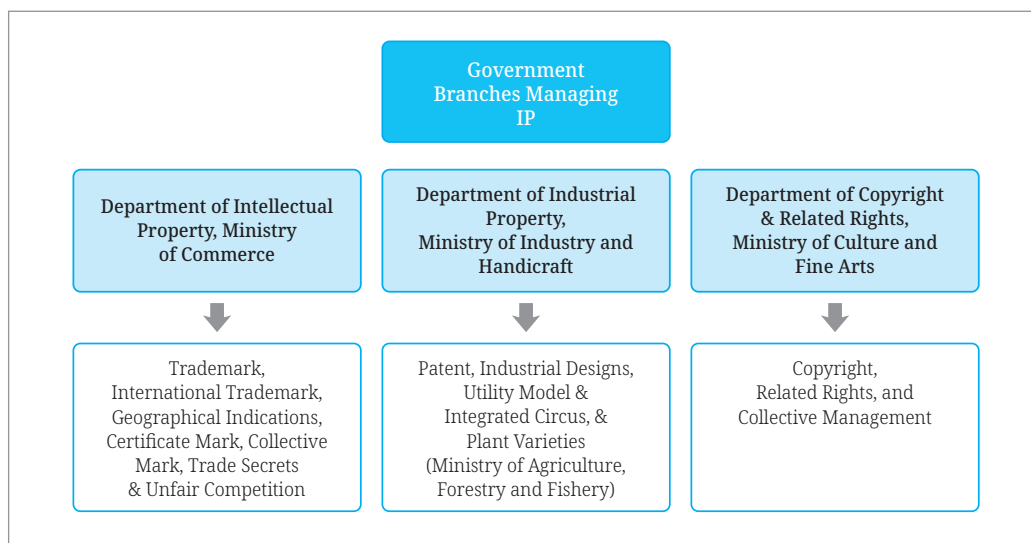 Government
Branches Managing
IP
Department of Intellectual
Property, Ministry
of Commerce
Department of Industrial
Property,
Ministry of Industry and
Handicraft
Department of Copyright
& Related Rights,
Ministry of Culture and
Fine Arts
Trademark,
International Trademark,
Geographical Indications,
Certificate Mark, Collective
Mark, Trade Secrets
& Unfair Competition
Patent, Industrial Designs,
Utility Model &
Integrated Circus, &
Plant Varieties
(Ministry of Agriculture,
Forestry and Fishery)
Copyright,
Related Rights, and
Collective Management